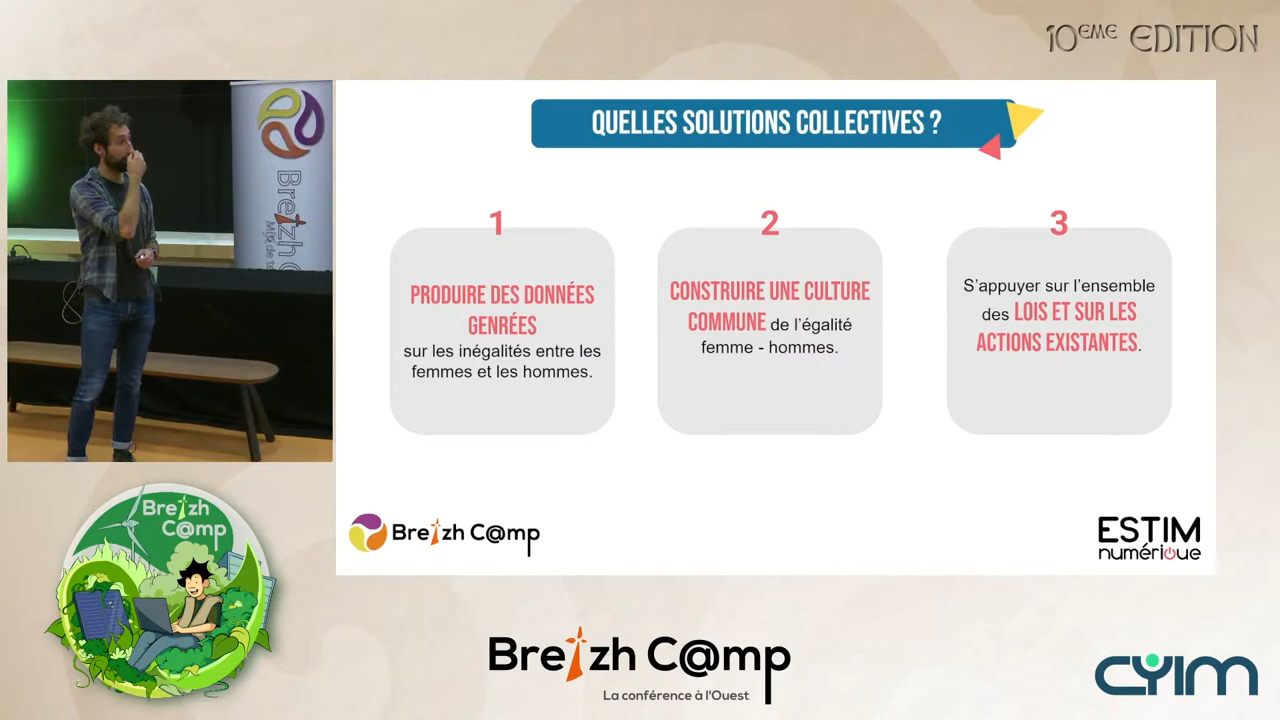 10EME EDITION
QUELLES SOLUTIONS COLLECTIVES ?
1
PRODUIRE DES DONNÉES
GENRÉES
sur les inégalités entre les
femmes et les hommes.
2
CONSTRUIRE UNE CULTURE
COMMUNE de l'égalité
femme - hommes.
3
S'appuyer sur l'ensemble
des LOIS ET SUR LES
ACTIONS EXISTANTES.
Breizh C@mp
ESTIM
numérique
Breizh
C@mp
Breizh C@mp
La conférence à l'Ouest
CYIM
Breizh C